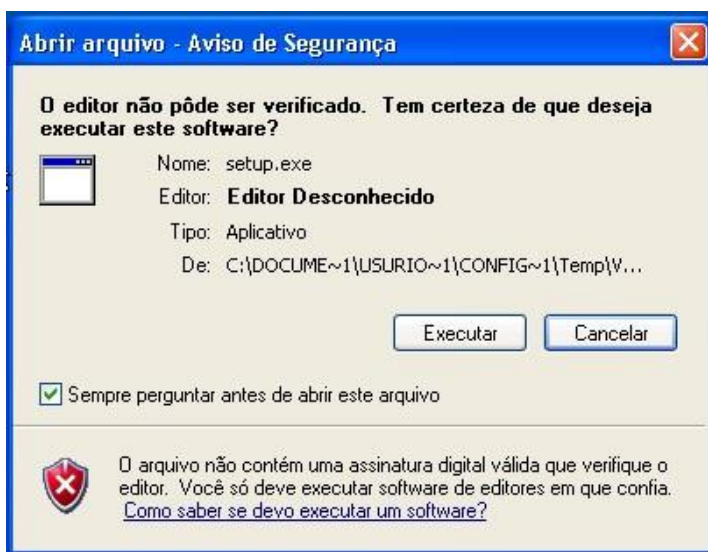 Abrir arquivo - Aviso de Segurança
O editor não pôde ser verificado. Tem certeza de que deseja
executar este software?
Nome: setup.exe
Editor: Editor Desconhecido
Tipo: Aplicativo
De: C:\DOCUME~1\USURIO~1\CONFIG~1\Temp\V...
Executar Cancelar
Sempre perguntar antes de abrir este arquivo
O arquivo não contém uma assinatura digital válida que verifique o
editor. Você só deve executar software de editores em que confia.
Como saber se devo executar um software?